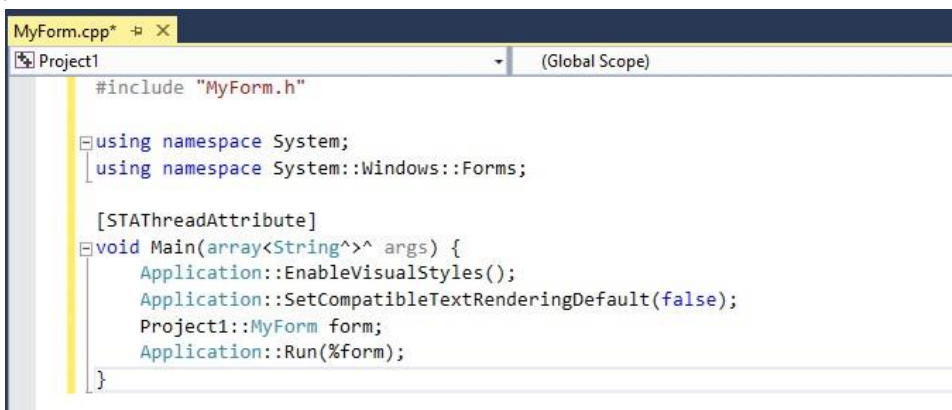 MyForm.cpp*
Project1 (Global Scope)
#include "MyForm.h"
using namespace System;
using namespace System::Windows::Forms;
[STAThreadAttribute]
void Main(array<String^>^ args) {
    Application::EnableVisualStyles();
    Application::SetCompatibleTextRenderingDefault(false);
    Project1::MyForm form;
    Application::Run(%form);
}